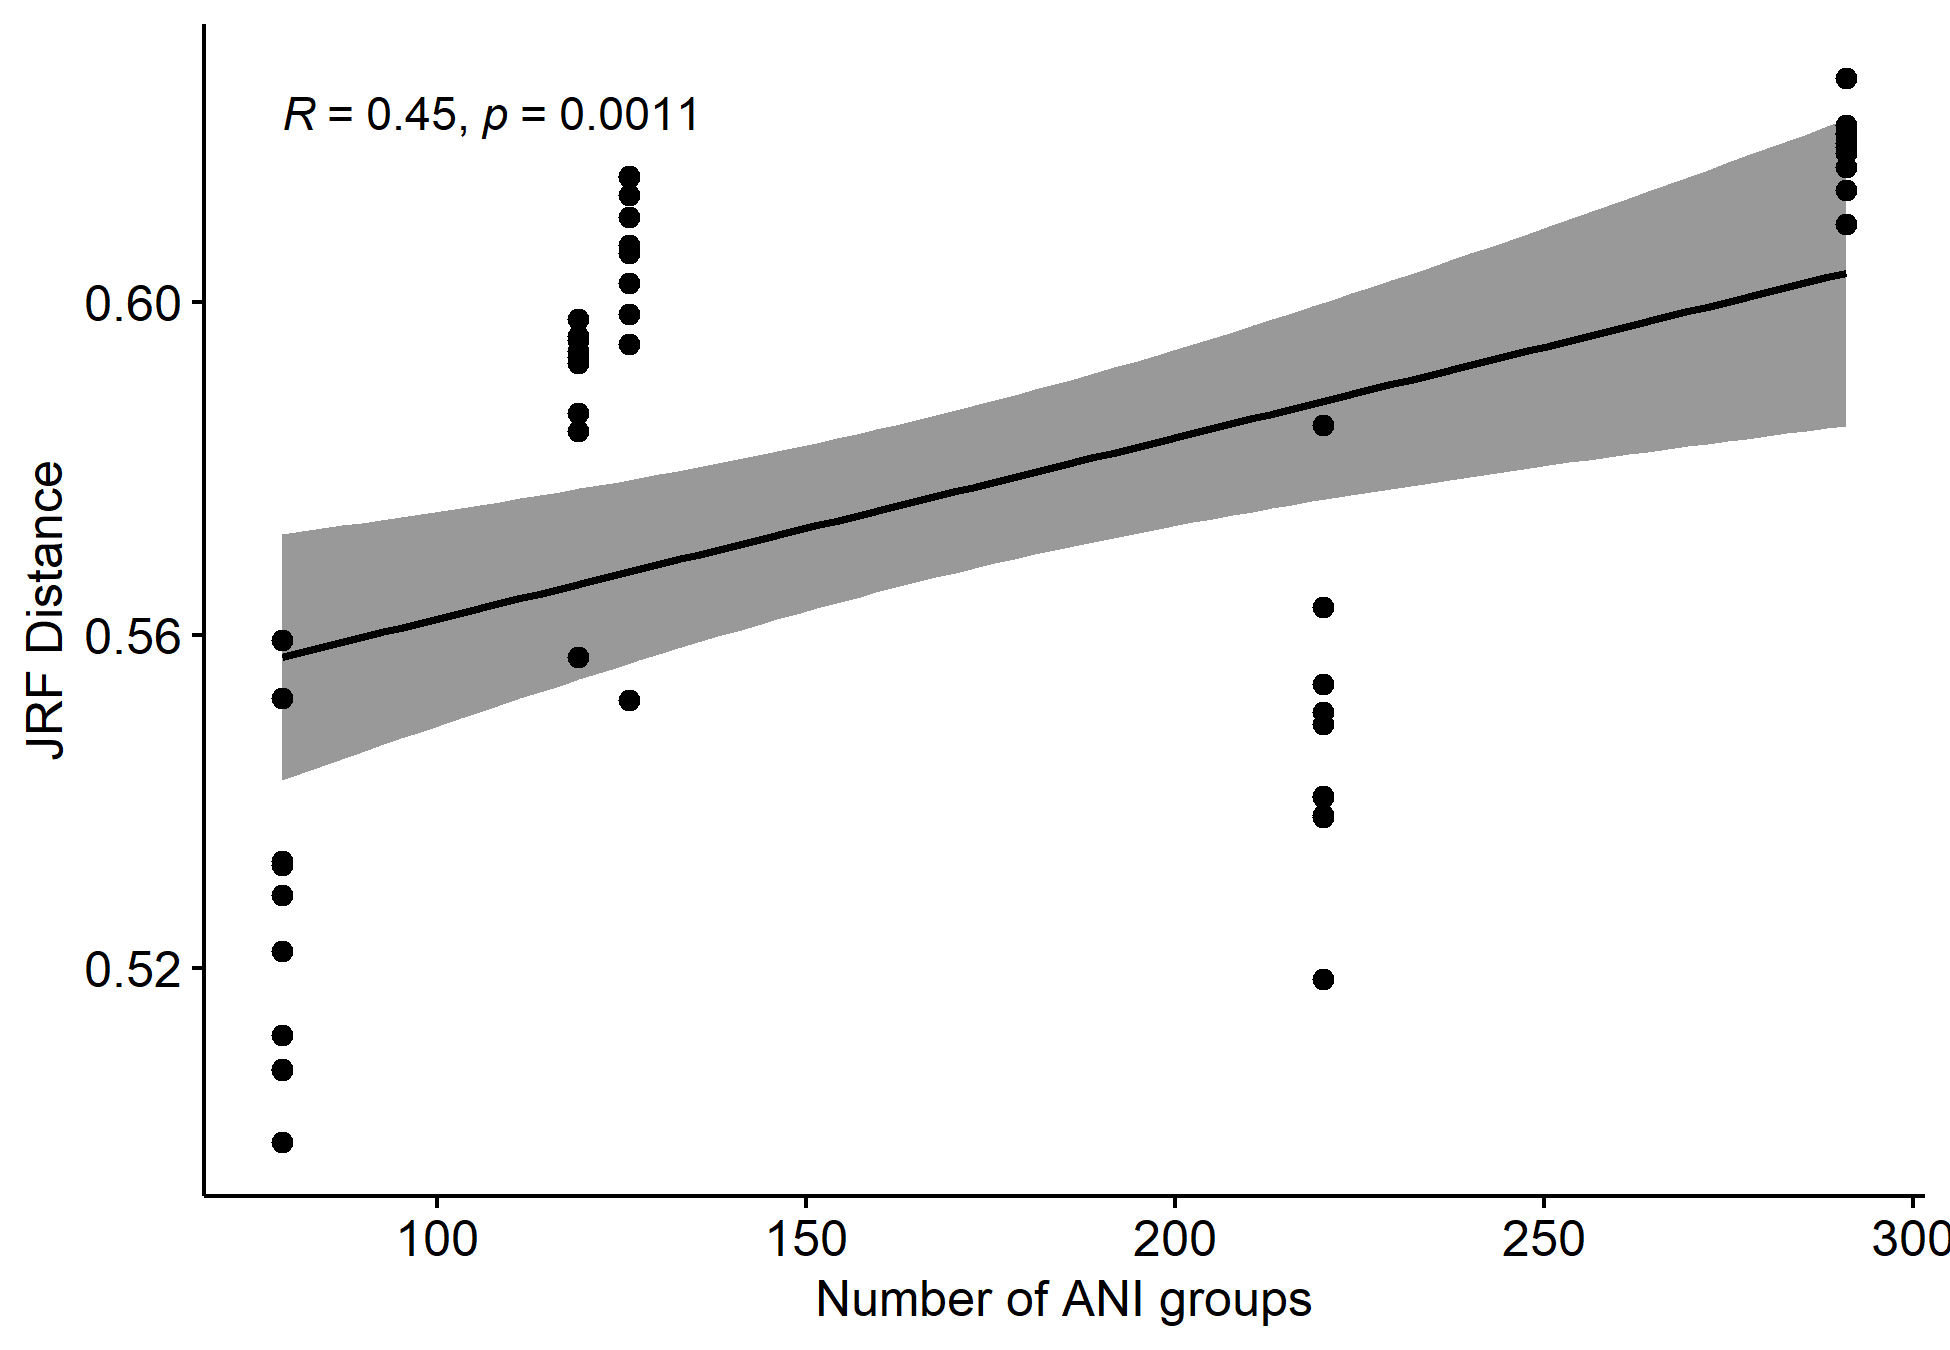 R = 0.45, p = 0.0011
0.60
0.56
0.52
JRF Distance
100 150 200 250 300
Number of ANI groups